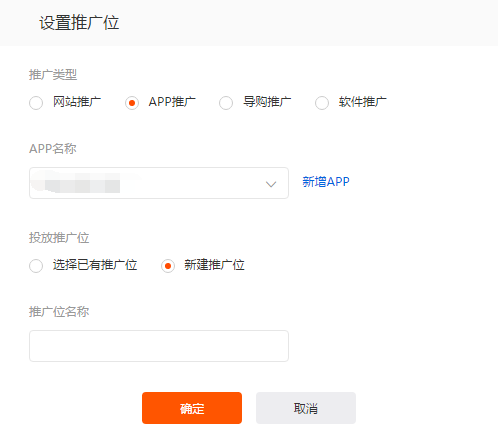 设置推广位
推广类型
网站推广 APP推广 导购推广 软件推广
APP名称
新增APP
投放推广位
选择已有推广位 新建推广位
推广位名称
确定 取消